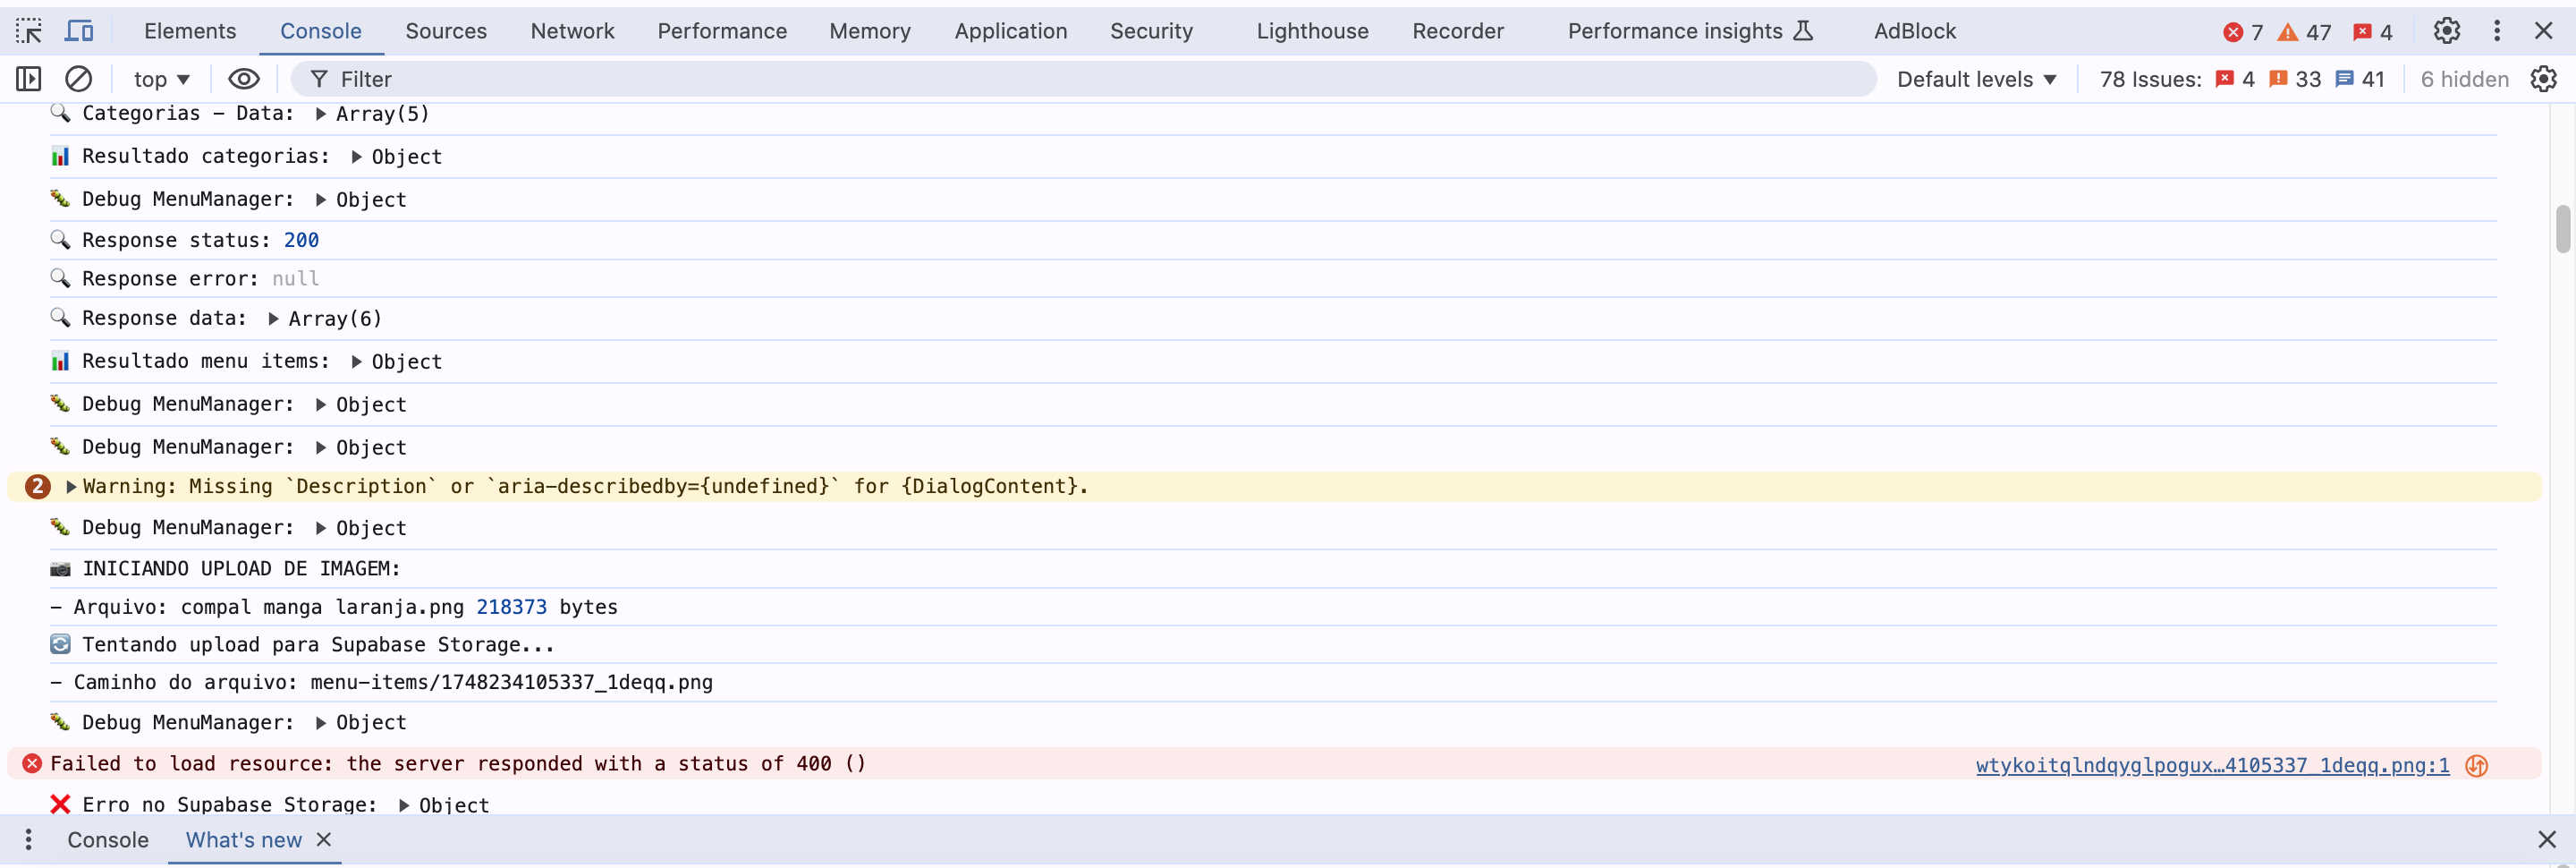 Elements Console Sources Network Performance Memory Application Security Lighthouse Recorder Performance insights AdBlock 7 47 4
top Filter Default levels 78 Issues: 4 33 41 6 hidden
Categorias - Data: Array(5)
Resultado categorias: Object
Debug MenuManager: Object
Response status: 200
Response error: null
Response data: Array(6)
Resultado menu items: Object
Debug MenuManager: Object
Debug MenuManager: Object
2 Warning: Missing `Description` or `aria-describedby={undefined}` for {DialogContent}.
Debug MenuManager: Object
INICIANDO UPLOAD DE IMAGEM:
- Arquivo: compal manga laranja.png 218373 bytes
Tentando upload para Supabase Storage...
- Caminho do arquivo: menu-items/1748234105337_1deqq.png
Debug MenuManager: Object
Failed to load resource: the server responded with a status of 400 () wtykoitqlndqyglpogux…4105337_1deqq.png:1
Erro no Supabase Storage: Object
Console What's new